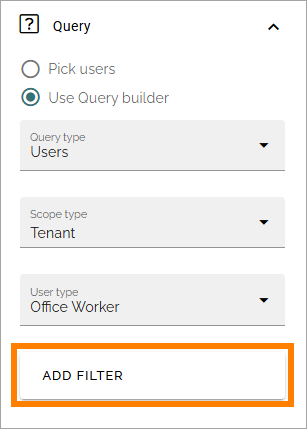 Query
Pick users
Use Query builder
Query type
Users
Scope type
Tenant
User type
Office Worker
ADD FILTER